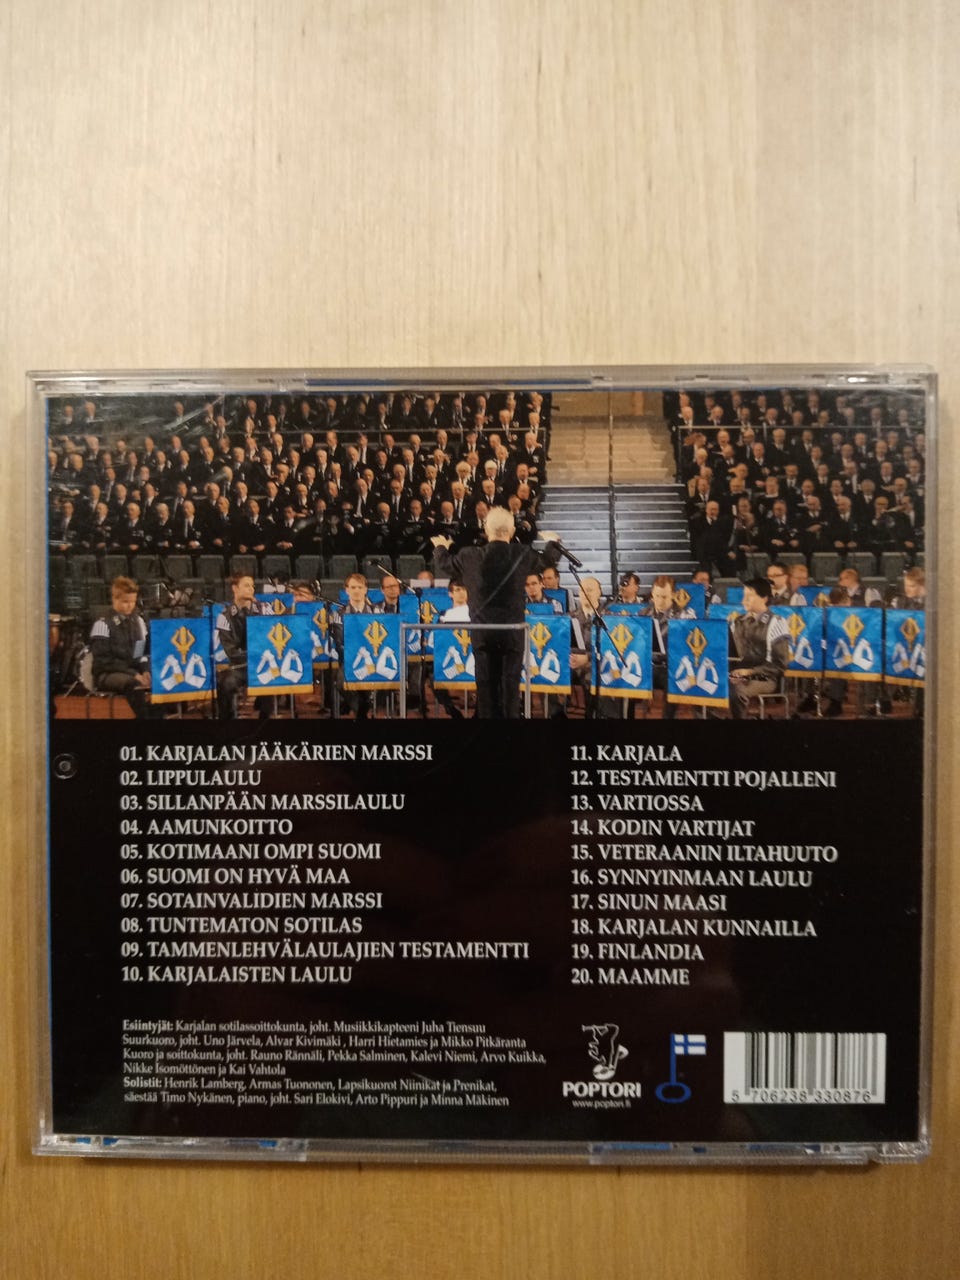 01. KARJALAN JÄÄKÄRIEN MARSSI
02. LIPPULAULU
03. SILLANPÄÄN MARSSILAULU
04. AAMUNKOITTO
05. KOTIMAANI OMPI SUOMI
06. SUOMI ON HYVÄ MAA
07. SOTAINVALIDIEN MARSSI
08. TUNTEMATON SOTILAS
09. TAMMENLEHVÄLAULAJIEN TESTAMENTTI
10. KARJALAISTEN LAULU
11. KARJALA
12. TESTAMENTTI POJALLENI
13. VARTIOSSA
14. KODIN VARTIJAT
15. VETERAANIN ILTAHUUTO
16. SYNNYINMAAN LAULU
17. SINUN MAASI
18. KARJALAN KUNNAILLA
19. FINLANDIA
20. MAAMME
Esiintyjät: Karjalan sotilassoittokunta, joht. Musiikkikapteeni Juha Tiensuu
Suurkuoro, joht. Uno Järvela, Alvar Kivimäki , Harri Hietamies ja Mikko Pitkäranta
Kuoro ja soittokunta, joht. Rauno Rännäli, Pekka Salminen, Kalevi Niemi, Arvo Kuikka,
Nikke Isomöttönen ja Kai Vahtola
Solistit: Henrik Lamberg, Armas Tuononen, Lapsikuorot Niinikat ja Prenikat,
säestää Timo Nykänen, piano, joht. Sari Elokivi, Arto Pippuri ja Minna Mäkinen
POPTORI
www.poptori.fi
5 706238 330876